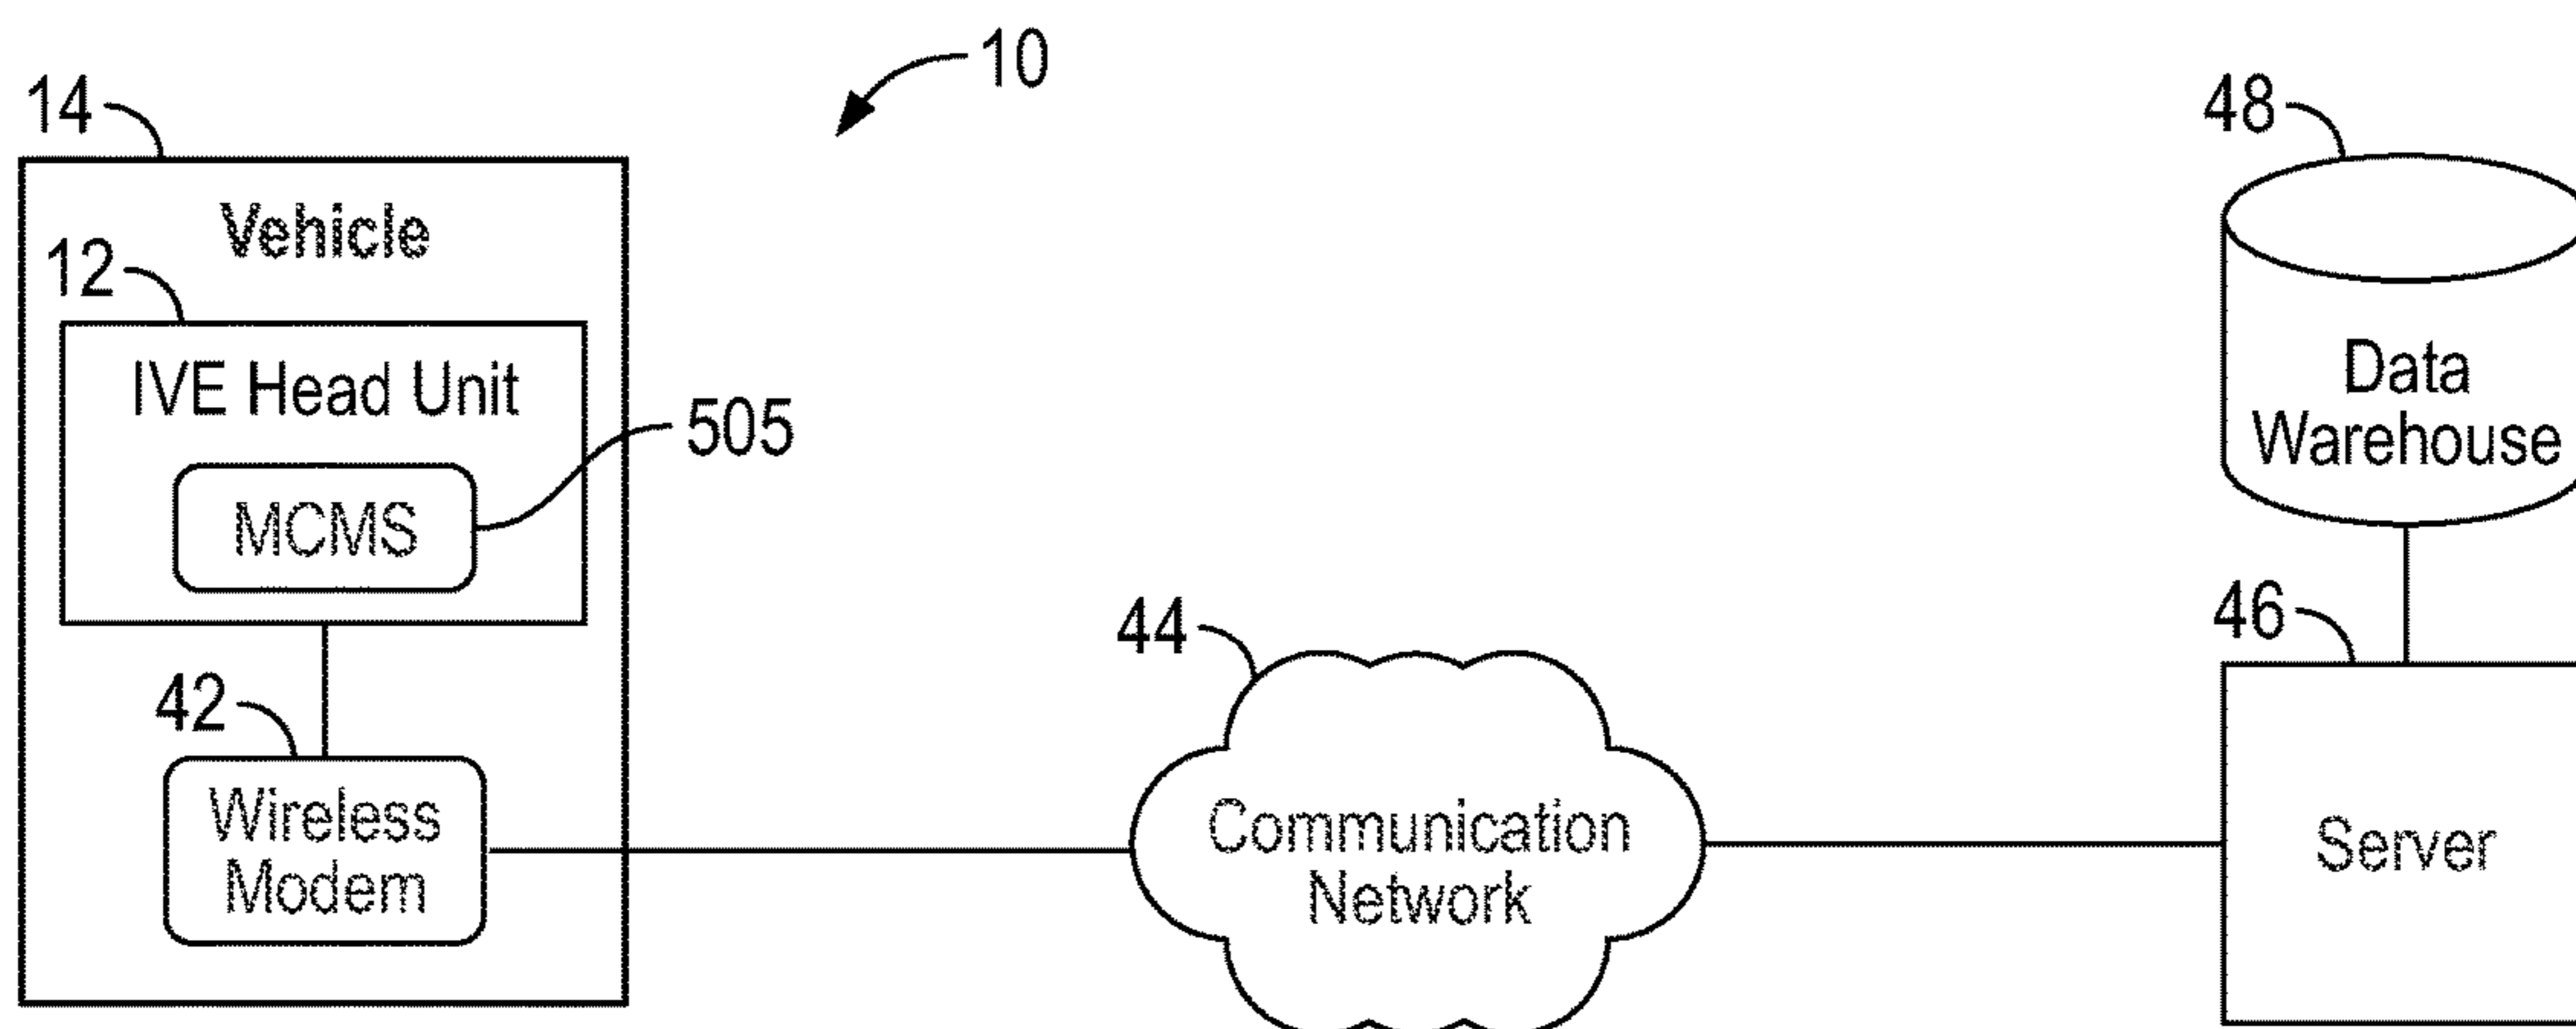 10
14
Vehicle
12
IVE Head Unit
505
MCMS
42
Wireless
Modem
44
Communication
Network
48
Data
Warehouse
46
Server